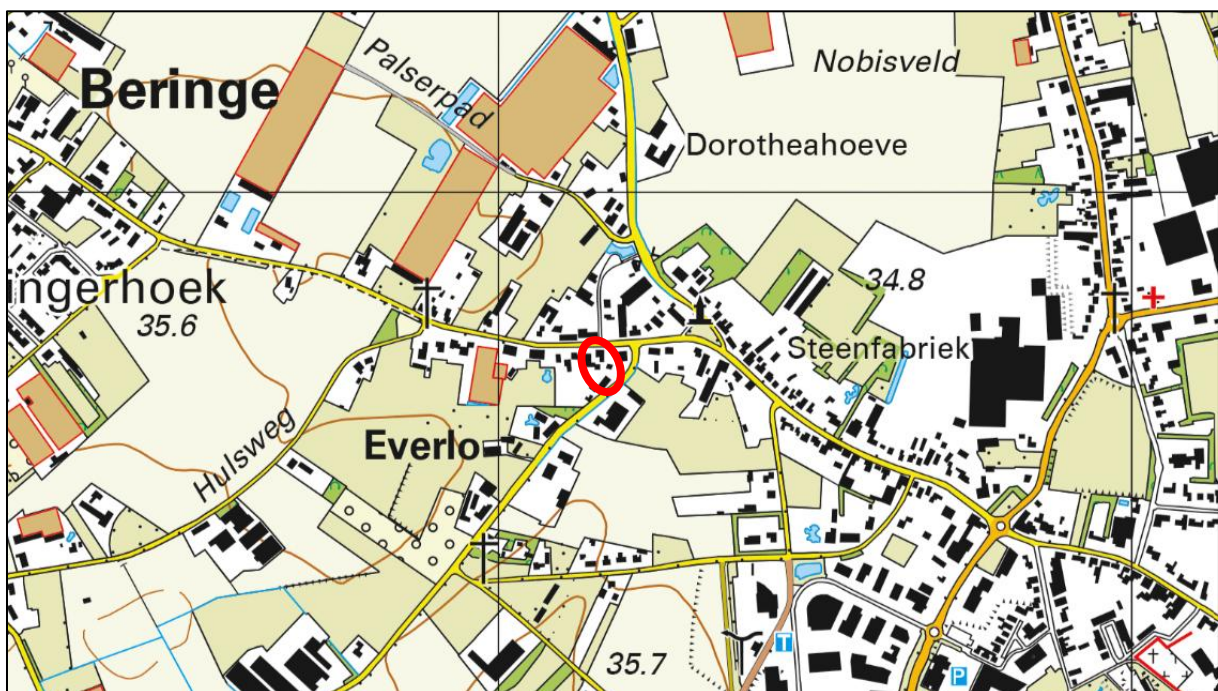 Beringe
Palserpad
Nobisveld
Dorotheahoeve
ingerhoek
35.6
34.8
Steenfabriek
Hulsweg
Everlo
35.7
T
P